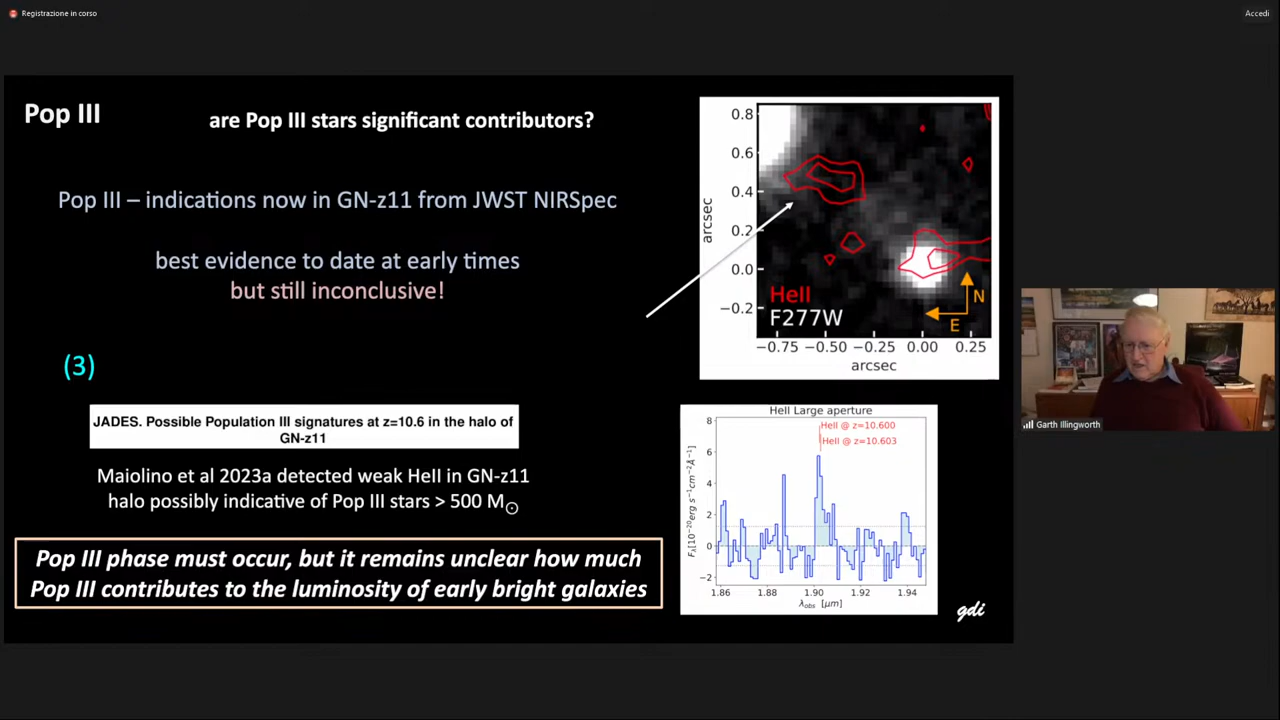 Registrazione in corso
Accedi
Pop III
are Pop III stars significant contributors?
Pop III – indications now in GN-z11 from JWST NIRSpec
best evidence to date at early times
but still inconclusive!
(3)
JADES. Possible Population III signatures at z=10.6 in the halo of
GN-z11
Maiolino et al 2023a detected weak HeII in GN-z11
halo possibly indicative of Pop III stars > 500 M⊙
Pop III phase must occur, but it remains unclear how much
Pop III contributes to the luminosity of early bright galaxies
0.8
0.6
0.4
0.2
0.0
−0.2
arcsec
HeII
F277W
N
E
−0.75 −0.50 −0.25 0.00 0.25
arcsec
HeII Large aperture
HeII @ z=10.600
HeII @ z=10.603
8
6
4
2
0
−2
Fλ[10⁻²⁰erg s⁻¹cm⁻²Å⁻¹]
1.86 1.88 1.90 1.92 1.94
λobs [μm]
gdi
Garth Illingworth